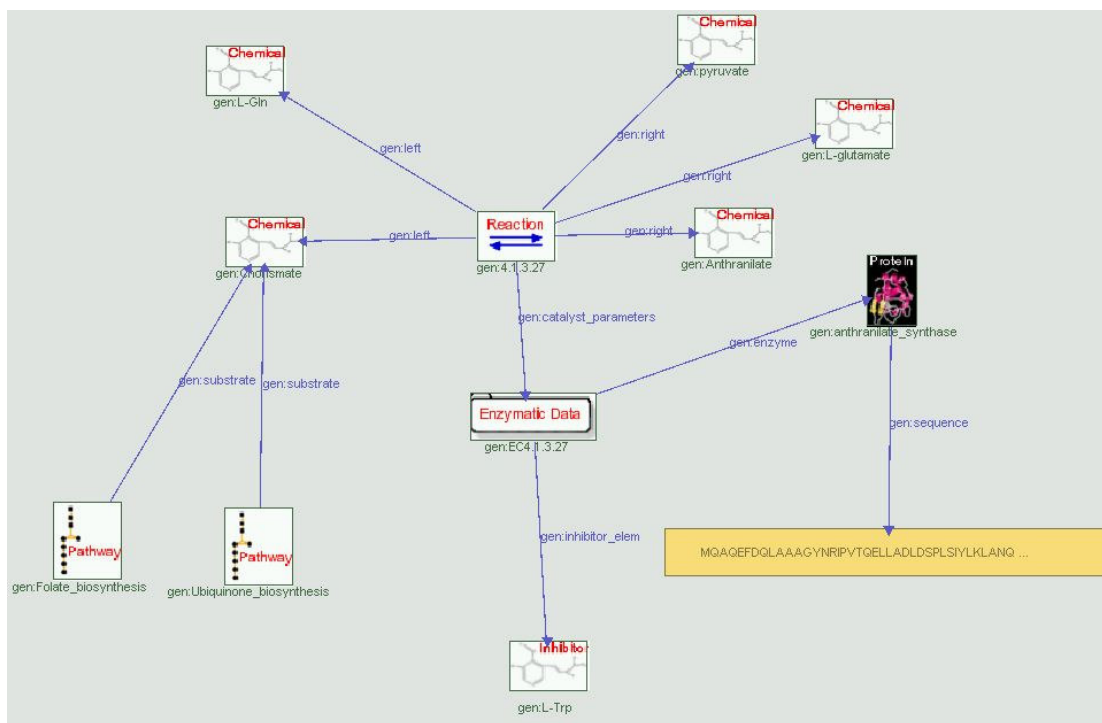 Chemical
gen:L-Gln
Chemical
gen:pyruvate
Chemical
gen:L-glutamate
gen:left
gen:right
gen:right
Chemical
gen:Chorismate
gen:left
Reaction
gen:4.1.3.27
gen:right
Chemical
gen:Anthranilate
Protein
gen:anthranilate_synthase
gen:catalyst_parameters
gen:enzyme
gen:substrate
gen:substrate
Enzymatic Data
gen:EC4.1.3.27
gen:sequence
Pathway
gen:Folate_biosynthesis
Pathway
gen:Ubiquinone_biosynthesis
gen:inhibitor_elem
MQAQEFDQLAAAGYNRIPVTQELLADLDSPLSIYLKLANQ ...
Inhibitor
gen:L-Trp